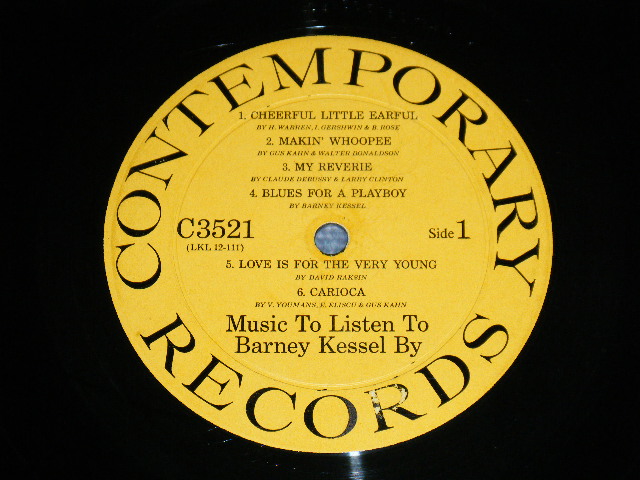 CONTEMPORARY
1. CHEERFUL LITTLE EARFUL
BY H. WARREN, I. GERSHWIN & B. ROSE
2. MAKIN' WHOOPEE
BY GUS KAHN & WALTER DONALDSON
3. MY REVERIE
BY CLAUDE DEBUSSY & LARRY CLINTON
4. BLUES FOR A PLAYBOY
BY BARNEY KESSEL
C3521
(LKL 12-111)
Side 1
5. LOVE IS FOR THE VERY YOUNG
BY DAVID RAKSIN
6. CARIOCA
BY V. YOUMANS, E. ELISCU & GUS KAHN
Music To Listen To
Barney Kessel By
RECORDS